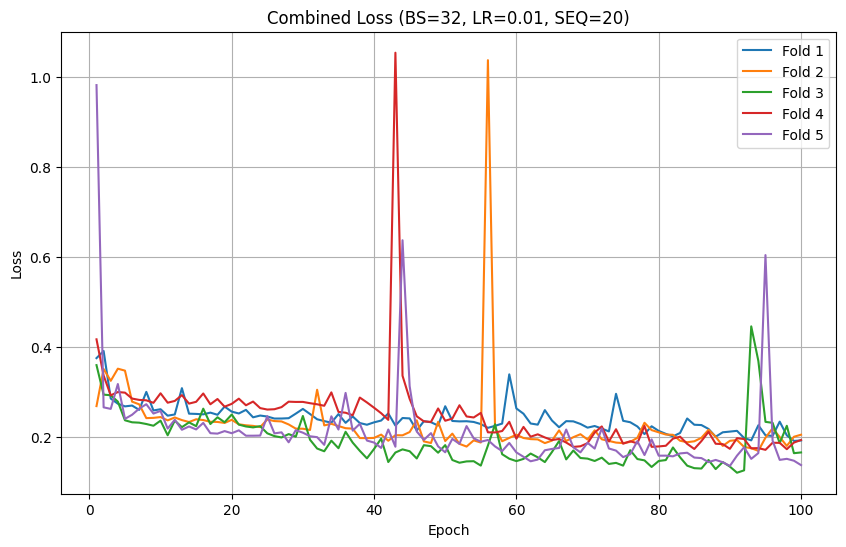 Combined Loss (BS=32, LR=0.01, SEQ=20)
Fold 1
Fold 2
Fold 3
Fold 4
Fold 5
1.0
0.8
0.6
0.4
0.2
Loss
0 20 40 60 80 100
Epoch